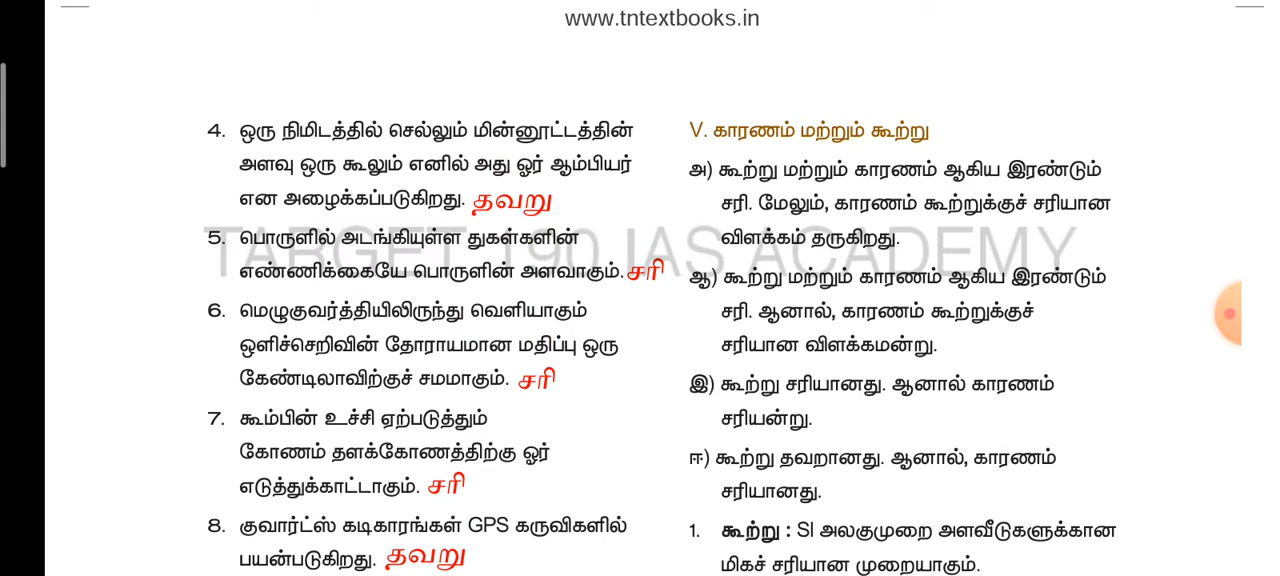 www.tntextbooks.in
TARGET 190 IAS ACADEMY
4. ஒரு நிமிடத்தில் செல்லும் மின்னூட்டத்தின்
அளவு ஒரு கூலும் எனில் அது ஓர் ஆம்பியர்
என அழைக்கப்படுகிறது. தவறு
5. பொருளில் அடங்கியுள்ள துகள்களின்
எண்ணிக்கையே பொருளின் அளவாகும். சரி
6. மெழுகுவர்த்தியிலிருந்து வெளியாகும்
ஒளிச்செறிவின் தோராயமான மதிப்பு ஒரு
கேண்டிலாவிற்குச் சமமாகும். சரி
7. கூம்பின் உச்சி ஏற்படுத்தும்
கோணம் தளக்கோணத்திற்கு ஓர்
எடுத்துக்காட்டாகும். சரி
8. குவார்ட்ஸ் கடிகாரங்கள் GPS கருவிகளில்
பயன்படுகிறது. தவறு
V. காரணம் மற்றும் கூற்று
அ) கூற்று மற்றும் காரணம் ஆகிய இரண்டும்
சரி. மேலும், காரணம் கூற்றுக்குச் சரியான
விளக்கம் தருகிறது.
ஆ) கூற்று மற்றும் காரணம் ஆகிய இரண்டும்
சரி. ஆனால், காரணம் கூற்றுக்குச்
சரியான விளக்கமன்று.
இ) கூற்று சரியானது. ஆனால் காரணம்
சரியன்று.
ஈ) கூற்று தவறானது. ஆனால், காரணம்
சரியானது.
1. கூற்று : SI அலகுமுறை அளவீடுகளுக்கான
மிகச் சரியான முறையாகும்.